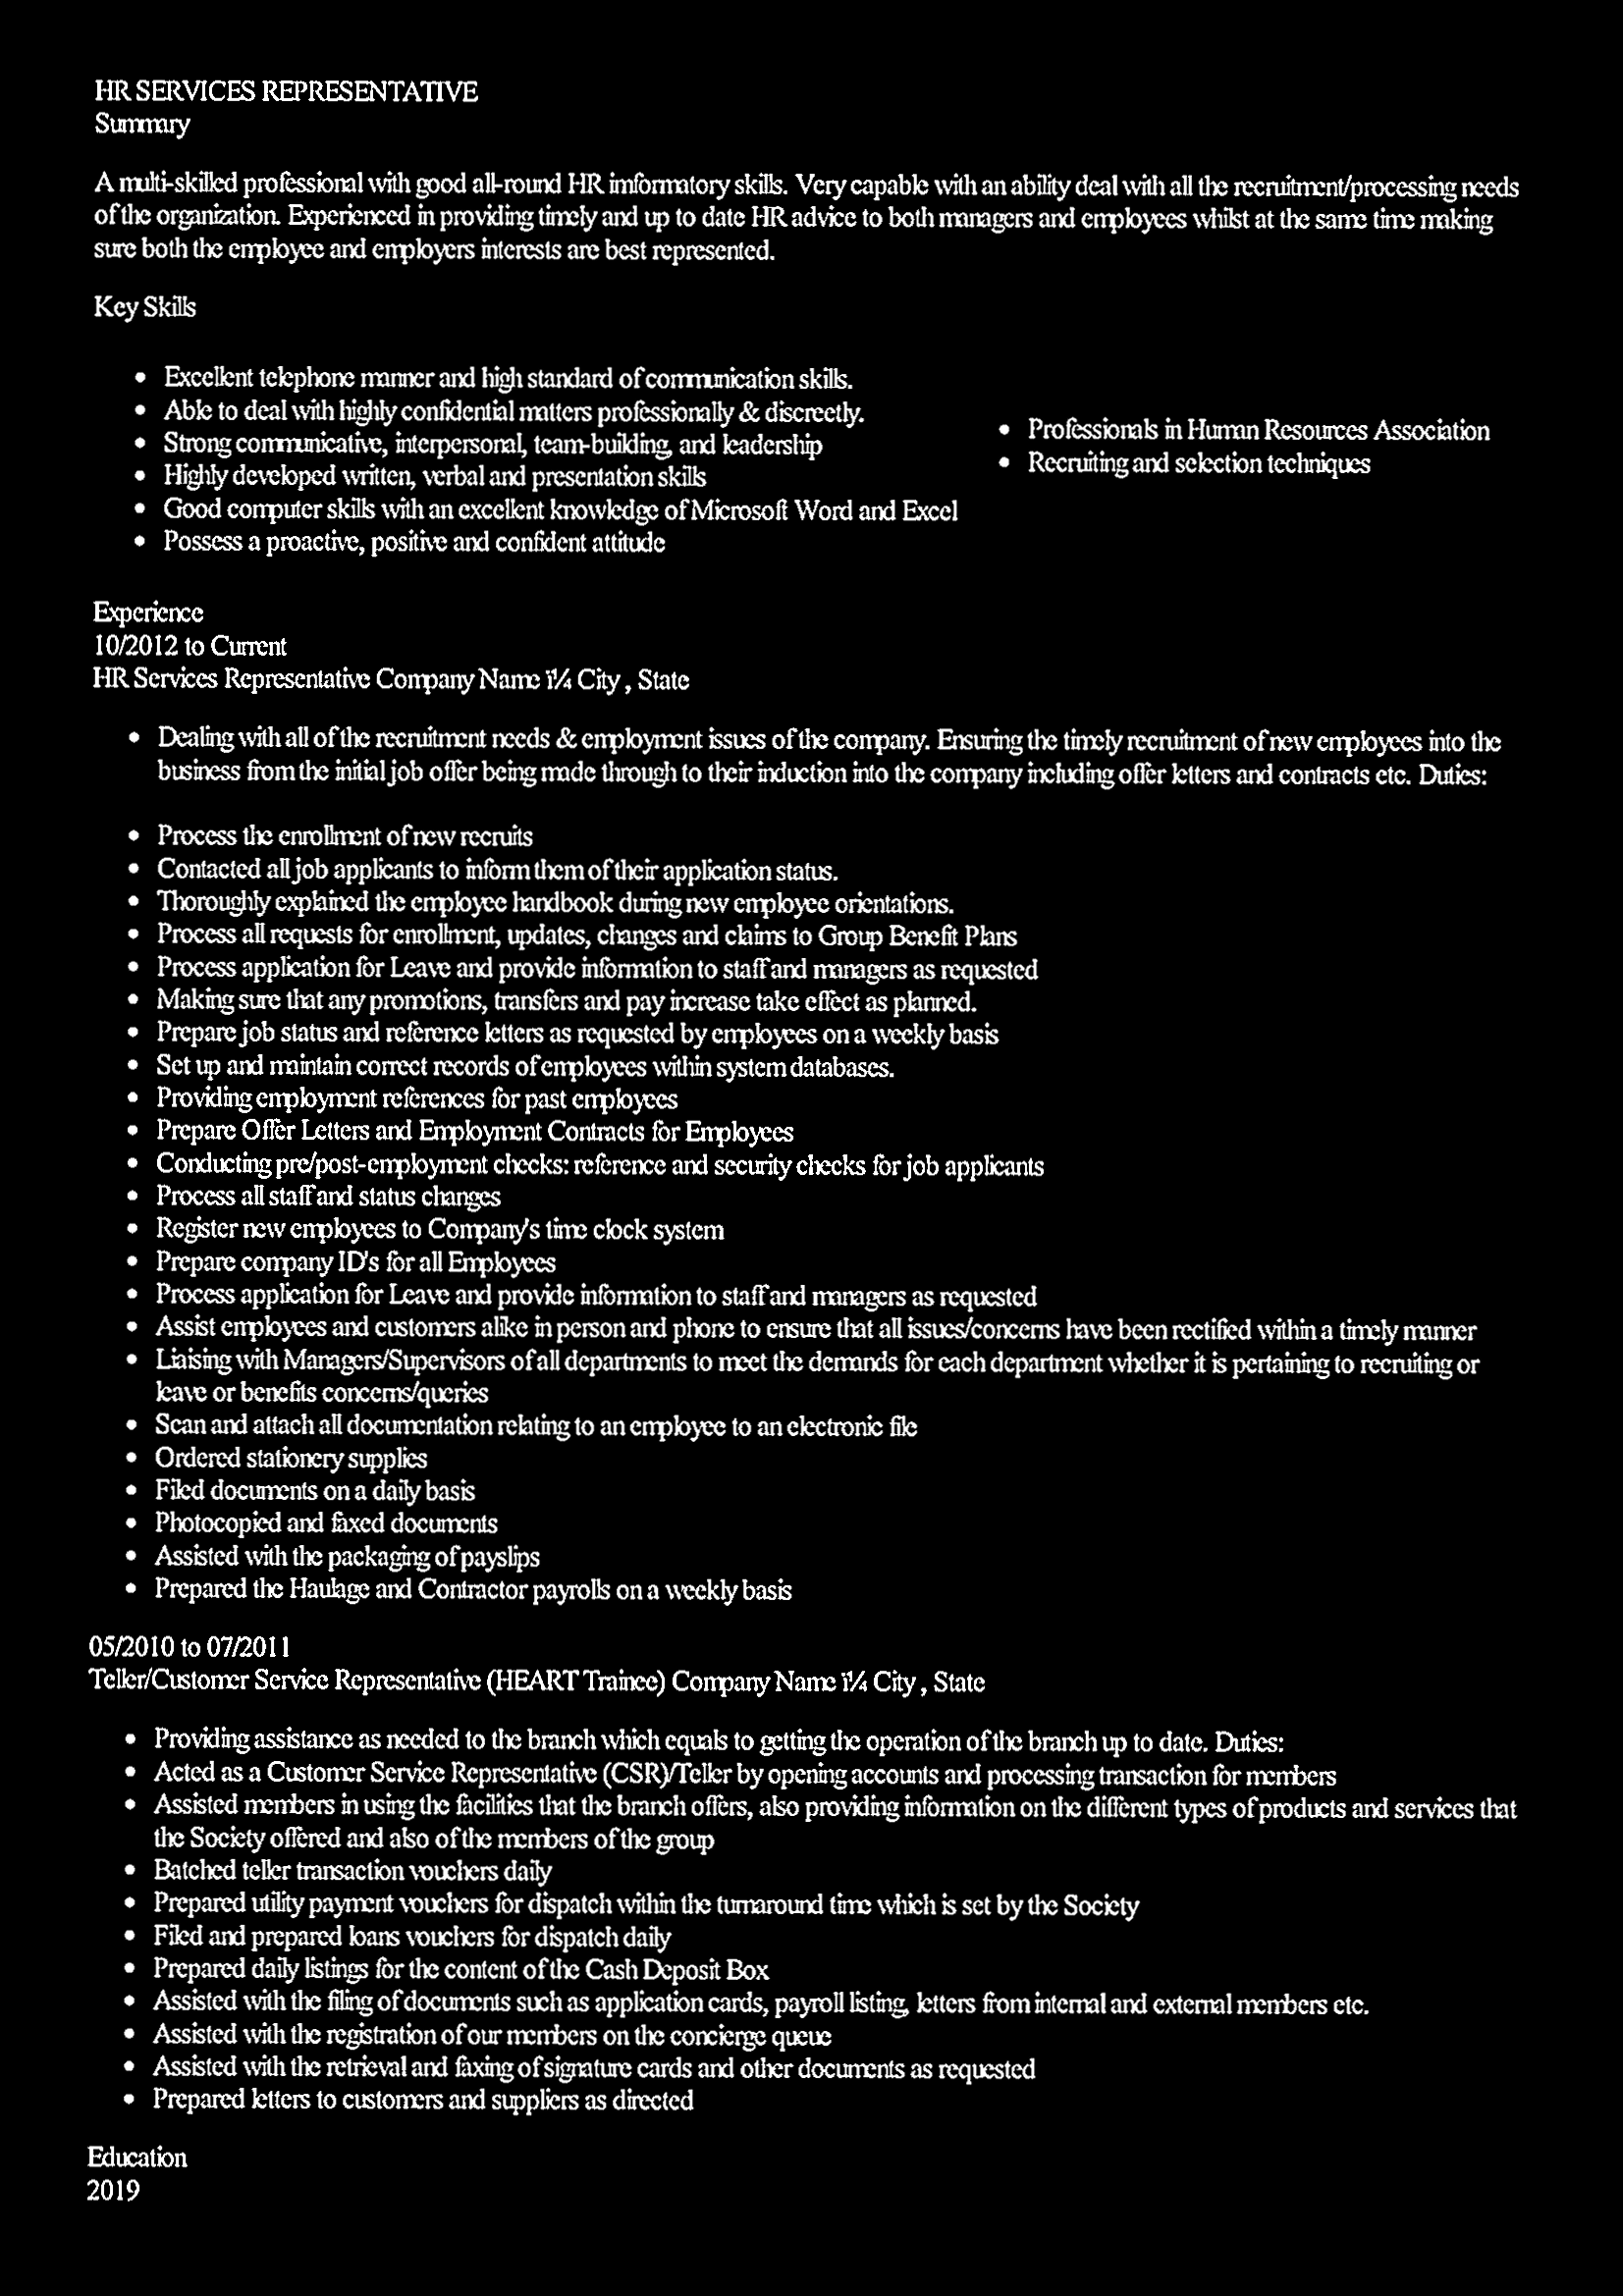 HR SERVICES REPRESENTATIVE
Summary
A multi-skilled professional with good all-round HR imformatory skills. Very capable with an ability deal with all the recruitment/processing needs
of the organization. Experienced in providing timely and up to date HR advice to both managers and employees whilst at the same time making
sure both the employee and employers interests are best represented.
Key Skills
• Excellent telephone manner and high standard of communication skills.
• Able to deal with highly confidential matters professionally & discreetly.
• Strong communicative, interpersonal, team-building, and leadership
• Highly developed written, verbal and presentation skills
• Good computer skills with an excellent knowledge of Microsoft Word and Excel
• Possess a proactive, positive and confident attitude
• Professionals in Human Resources Association
• Recruiting and selection techniques
Experience
10/2012 to Current
HR Services Representative Company Name ï¼ City , State
• Dealing with all of the recruitment needs & employment issues of the company. Ensuring the timely recruitment of new employees into the
business from the initial job offer being made through to their induction into the company including offer letters and contracts etc. Duties:
• Process the enrollment of new recruits
• Contacted all job applicants to inform them of their application status.
• Thoroughly explained the employee handbook during new employee orientations.
• Process all requests for enrollment, updates, changes and claims to Group Benefit Plans
• Process application for Leave and provide information to staff and managers as requested
• Making sure that any promotions, transfers and pay increase take effect as planned.
• Prepare job status and reference letters as requested by employees on a weekly basis
• Set up and maintain correct records of employees within system databases.
• Providing employment references for past employees
• Prepare Offer Letters and Employment Contracts for Employees
• Conducting pre/post-employment checks: reference and security checks for job applicants
• Process all staff and status changes
• Register new employees to Company's time clock system
• Prepare company ID's for all Employees
• Process application for Leave and provide information to staff and managers as requested
• Assist employees and customers alike in person and phone to ensure that all issues/concerns have been rectified within a timely manner
• Liaising with Managers/Supervisors of all departments to meet the demands for each department whether it is pertaining to recruiting or
leave or benefits concerns/queries
• Scan and attach all documentation relating to an employee to an electronic file
• Ordered stationery supplies
• Filed documents on a daily basis
• Photocopied and faxed documents
• Assisted with the packaging of payslips
• Prepared the Haulage and Contractor payrolls on a weekly basis
05/2010 to 07/2011
Teller/Customer Service Representative (HEART Trainee) Company Name ï¼ City , State
• Providing assistance as needed to the branch which equals to getting the operation of the branch up to date. Duties:
• Acted as a Customer Service Representative (CSR)/Teller by opening accounts and processing transaction for members
• Assisted members in using the facilities that the branch offers, also providing information on the different types of products and services that
the Society offered and also of the members of the group
• Batched teller transaction vouchers daily
• Prepared utility payment vouchers for dispatch within the turnaround time which is set by the Society
• Filed and prepared loans vouchers for dispatch daily
• Prepared daily listings for the content of the Cash Deposit Box
• Assisted with the filing of documents such as application cards, payroll listing, letters from internal and external members etc.
• Assisted with the registration of our members on the concierge queue
• Assisted with the retrieval and faxing of signature cards and other documents as requested
• Prepared letters to customers and suppliers as directed
Education
2019